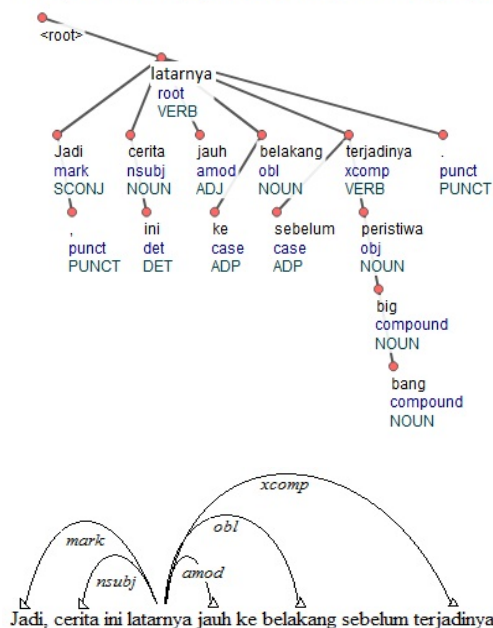 <root>
latarnya
root
VERB
Jadi cerita jauh belakang terjadinya .
mark nsubj amod obl xcomp punct
SCONJ NOUN ADJ NOUN VERB PUNCT
, ini ke sebelum peristiwa
punct det case case obj
PUNCT DET ADP ADP NOUN
big
compound
NOUN
bang
compound
NOUN
xcomp
obl
mark
amod
nsubj
Jadi, cerita ini latarnya jauh ke belakang sebelum terjadinya